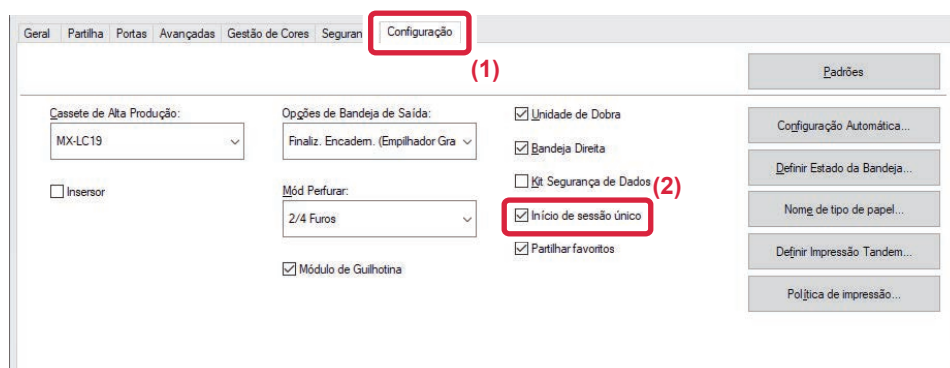 Geral Partilha Portas Avançadas Gestão de Cores Seguran Configuração
(1)
Padrões
Cassete de Alta Produção:
MX-LC19
Insersor
Opções de Bandeja de Saída:
Finaliz. Encadern. (Empilhador Gra
Mód Perfurar:
2/4 Furos
Módulo de Guilhotina
Unidade de Dobra
Bandeja Direita
Kit Segurança de Dados
(2)
Início de sessão único
Partilhar favoritos
Configuração Automática...
Definir Estado da Bandeja...
Nome de tipo de papel...
Definir Impressão Tandem...
Política de impressão...